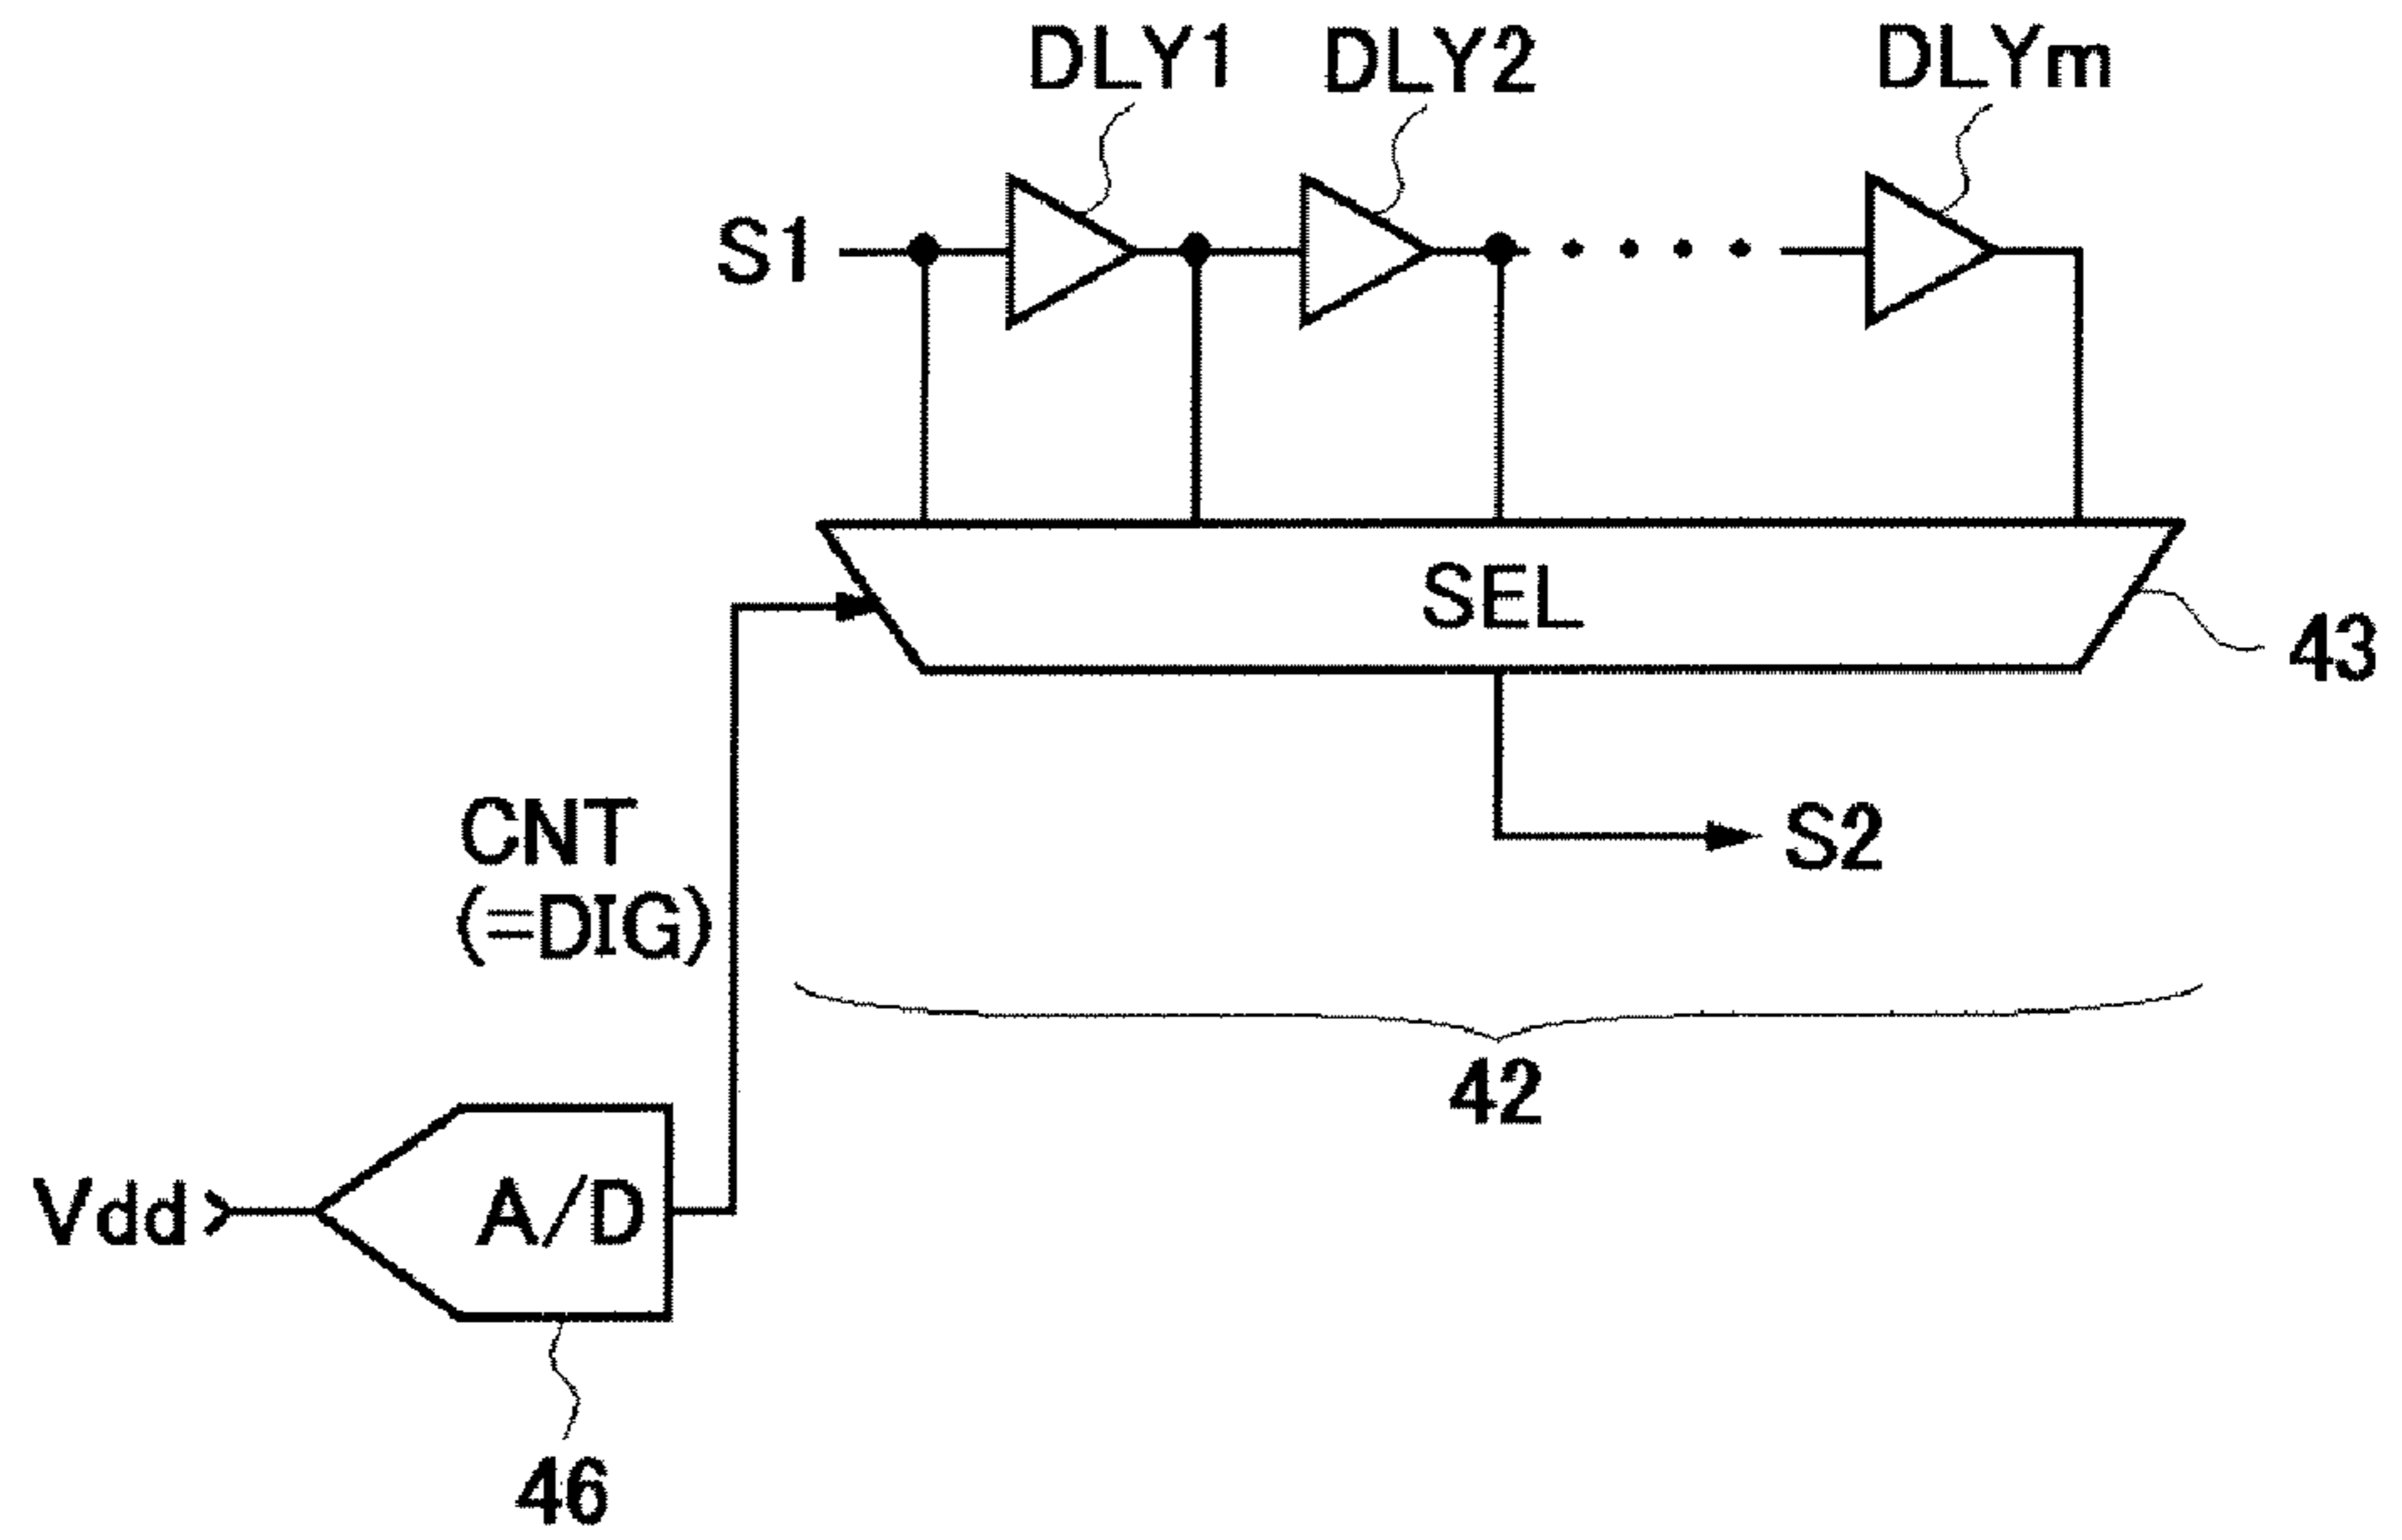 DLY1 DLY2 DLYm
S1
SEL
43
CNT
(=DIG)
S2
42
Vdd A/D
46